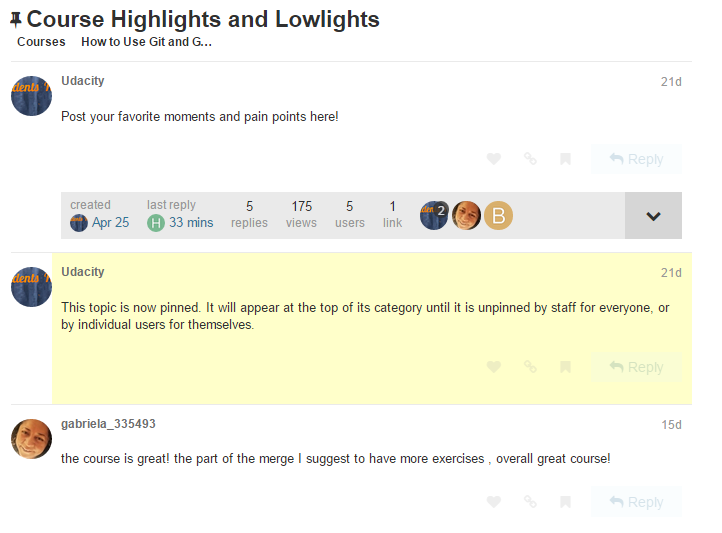 Course Highlights and Lowlights
Courses How to Use Git and G...
Udacity 21d
Post your favorite moments and pain points here!
Reply
created last reply 5 175 5 1 2 B
Apr 25 H 33 mins replies views users link
Udacity 21d
This topic is now pinned. It will appear at the top of its category until it is unpinned by staff for everyone, or
by individual users for themselves.
Reply
gabriela_335493 15d
the course is great! the part of the merge I suggest to have more exercises , overall great course!
Reply